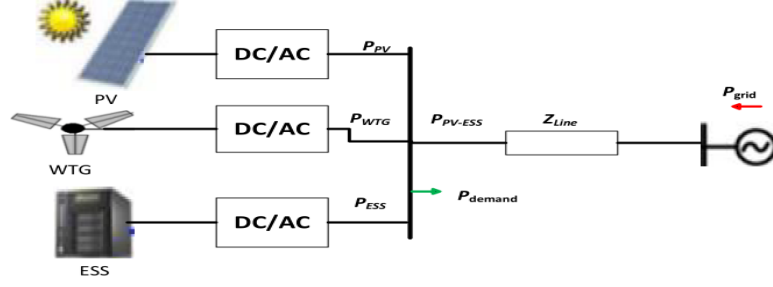 DC/AC
P_PV
PV
DC/AC
P_WTG
P_PV-ESS
Z_Line
P_grid
WTG
P_demand
DC/AC
P_ESS
ESS